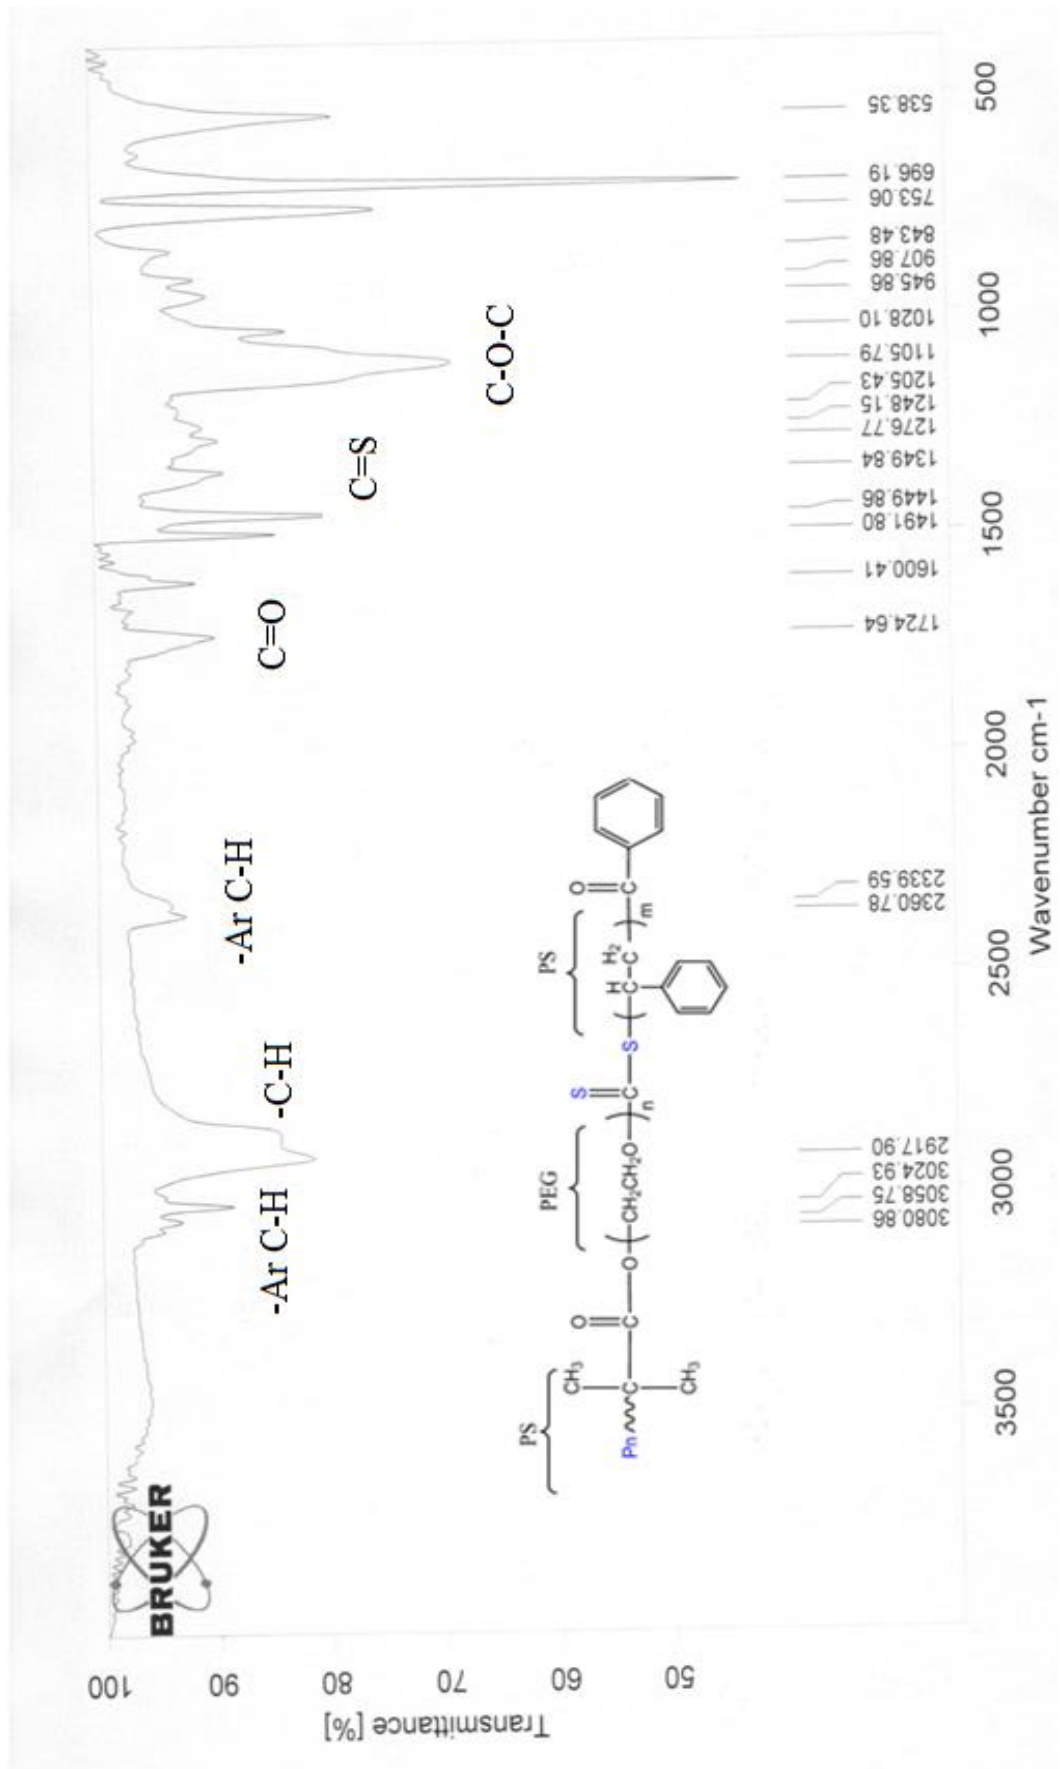 BRUKER
Transmittance [%]
100
90
80
70
60
50
-Ar C-H
-C-H
-Ar C-H
C=O
C=S
C-O-C
PS
PEG
PS
Pn
CH3
C
CH3
O
C
O
(CH2CH2O)n
S
C
S
H H2
(C-C)m
O
C
3080.86
3058.75
3024.93
2917.90
2360.78
2339.59
1724.64
1600.41
1491.80
1449.86
1349.84
1276.77
1248.15
1205.43
1105.79
1028.10
945.86
907.86
843.48
753.06
696.19
538.35
3500
3000
2500
2000
1500
1000
500
Wavenumber cm-1